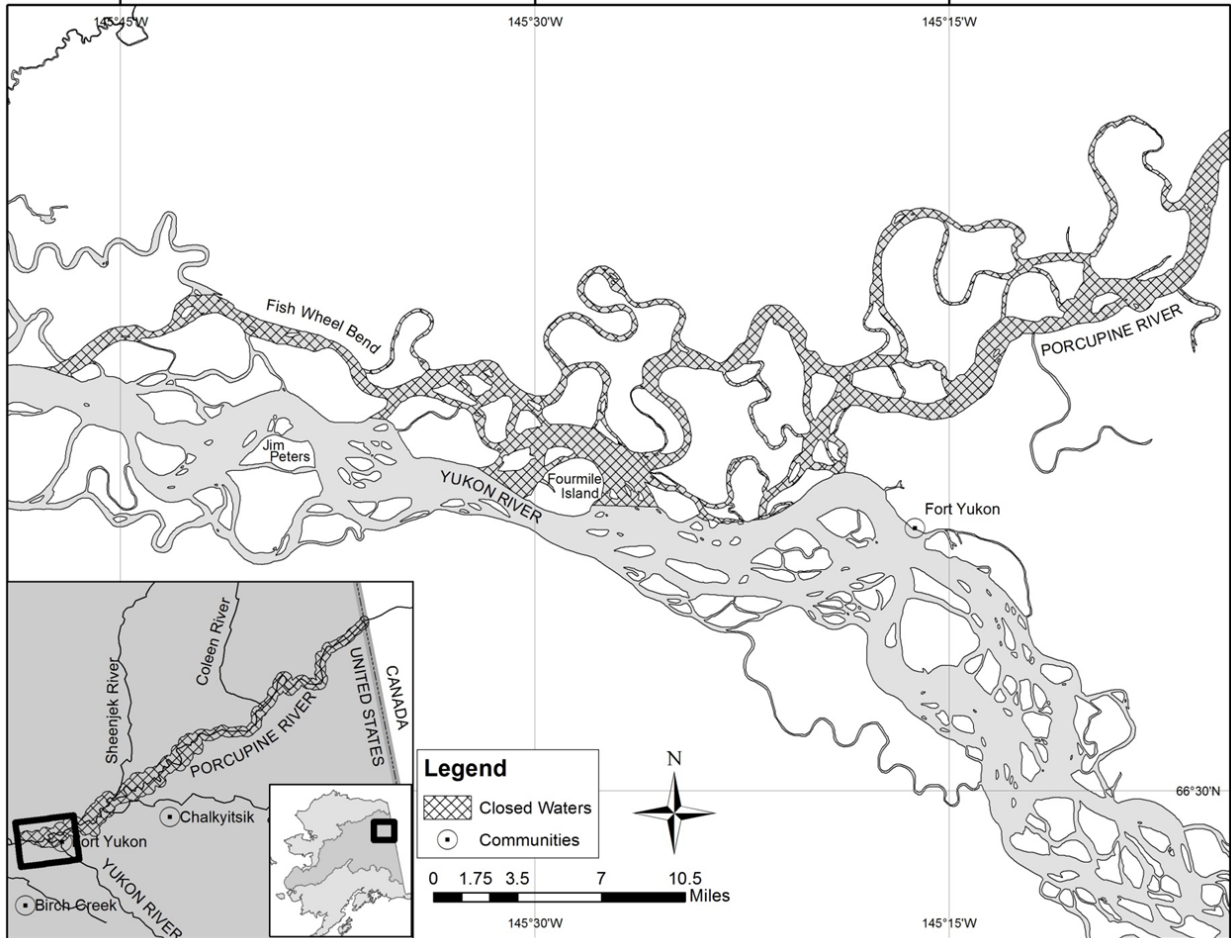 145°45'W
145°30'W
145°15'W
Fish Wheel Bend
PORCUPINE RIVER
Jim
Peters
YUKON RIVER
Fourmile
Island
Fort Yukon
Sheenjek River
Coleen River
UNITED STATES
CANADA
PORCUPINE RIVER
Chalkyitsik
Fort Yukon
YUKON RIVER
Birch Creek
Legend
Closed Waters
Communities
N
66°30'N
0 1.75 3.5 7 10.5
Miles
145°30'W
145°15'W